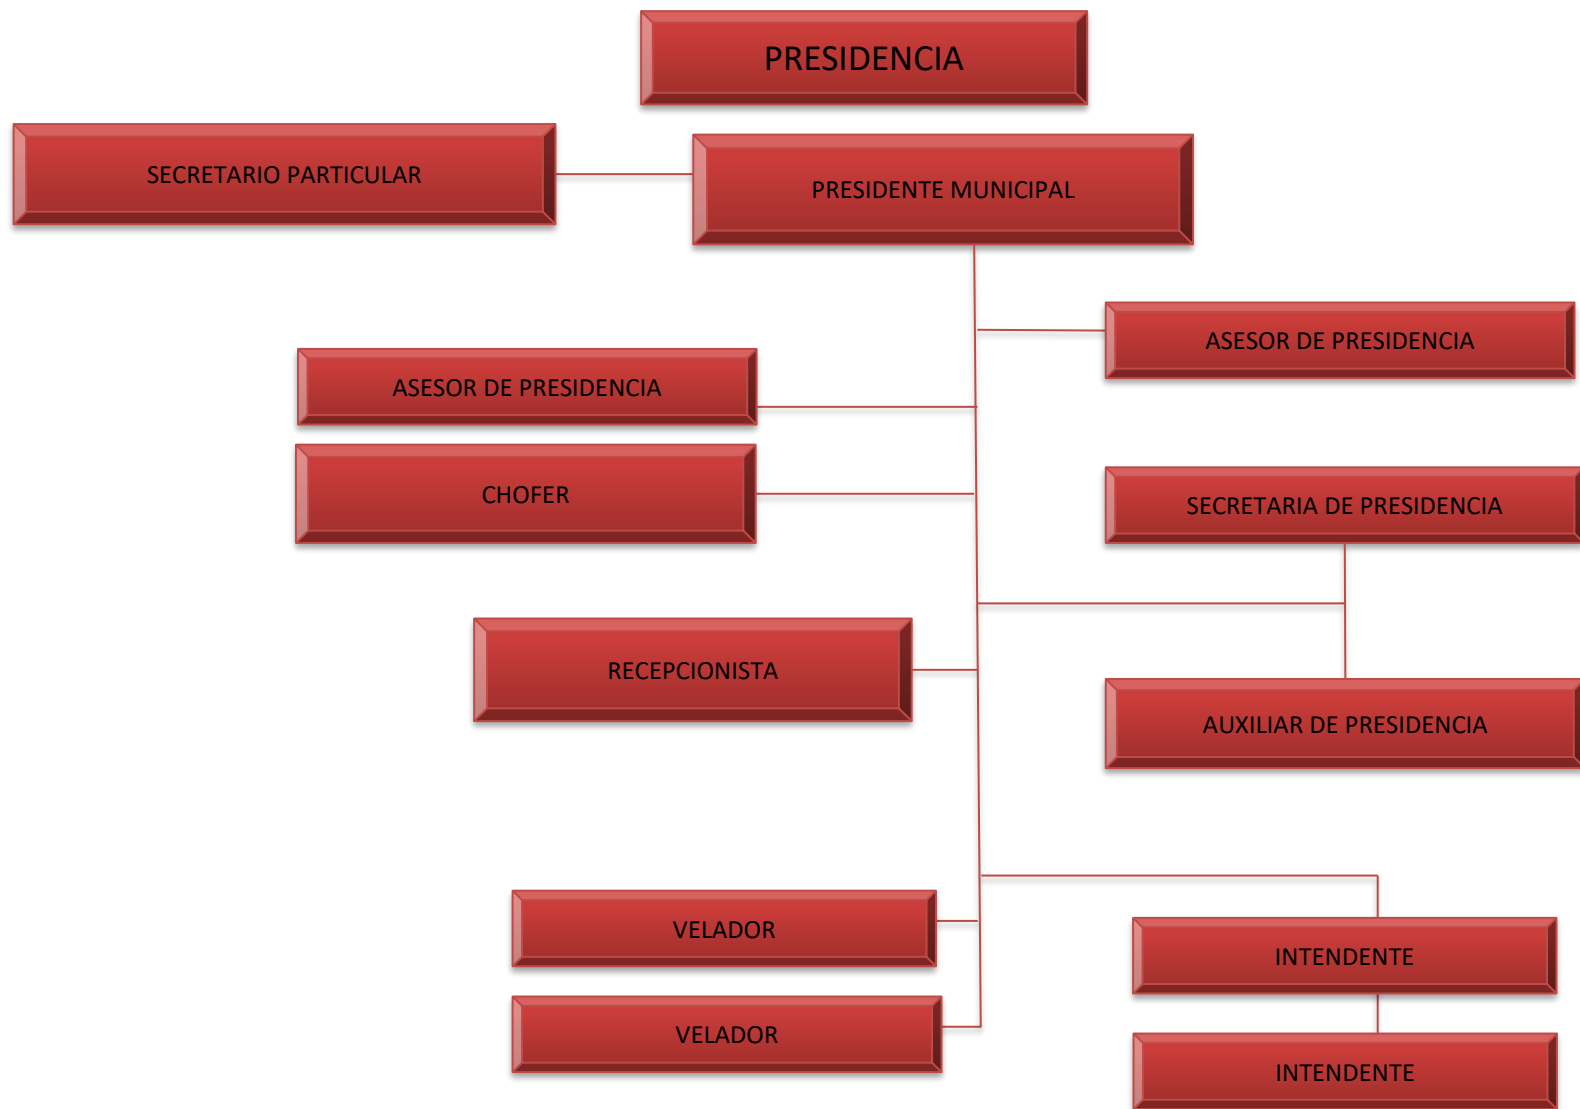 PRESIDENCIA
SECRETARIO PARTICULAR
PRESIDENTE MUNICIPAL
ASESOR DE PRESIDENCIA
ASESOR DE PRESIDENCIA
CHOFER
SECRETARIA DE PRESIDENCIA
RECEPCIONISTA
AUXILIAR DE PRESIDENCIA
VELADOR
INTENDENTE
VELADOR
INTENDENTE